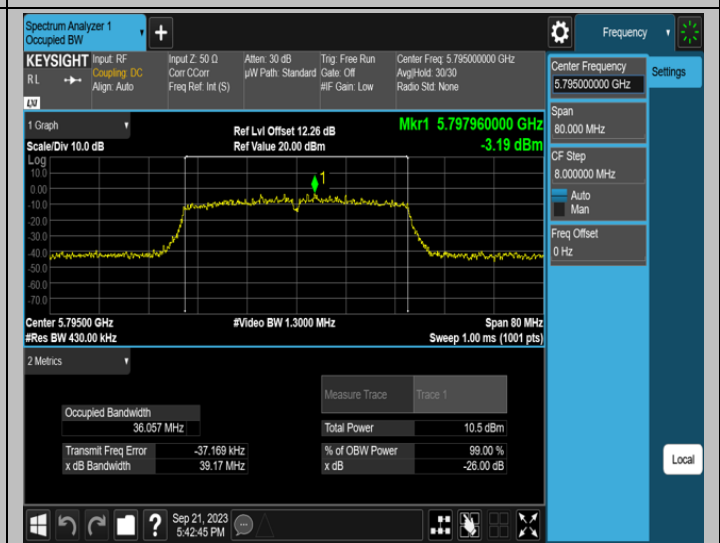 Spectrum Analyzer 1
Occupied BW
+
Frequency
KEYSIGHT
R L
LXI
Input: RF
Coupling: DC
Align: Auto
Input Z: 50 Ω
Corr CCorr
Freq Ref: Int (S)
Atten: 30 dB
µW Path: Standard
Trig: Free Run
Gate: Off
#IF Gain: Low
Center Freq: 5.795000000 GHz
Avg|Hold: 30/30
Radio Std: None
Center Frequency
5.795000000 GHz
Settings
Span
80.000 MHz
CF Step
8.000000 MHz
Auto
Man
Freq Offset
0 Hz
1 Graph
Scale/Div 10.0 dB
Ref Lvl Offset 12.26 dB
Ref Value 20.00 dBm
Mkr1 5.797960000 GHz
-3.19 dBm
Log
10.0
0.00
-10.0
-20.0
-30.0
-40.0
-50.0
-60.0
-70.0
1
Center 5.79500 GHz
#Res BW 430.00 kHz
#Video BW 1.3000 MHz
Span 80 MHz
Sweep 1.00 ms (1001 pts)
2 Metrics
Measure Trace
Trace 1
Occupied Bandwidth
36.057 MHz
Total Power
10.5 dBm
Transmit Freq Error
-37.169 kHz
% of OBW Power
99.00 %
x dB Bandwidth
39.17 MHz
x dB
-26.00 dB
Local
?
Sep 21, 2023
5:42:45 PM